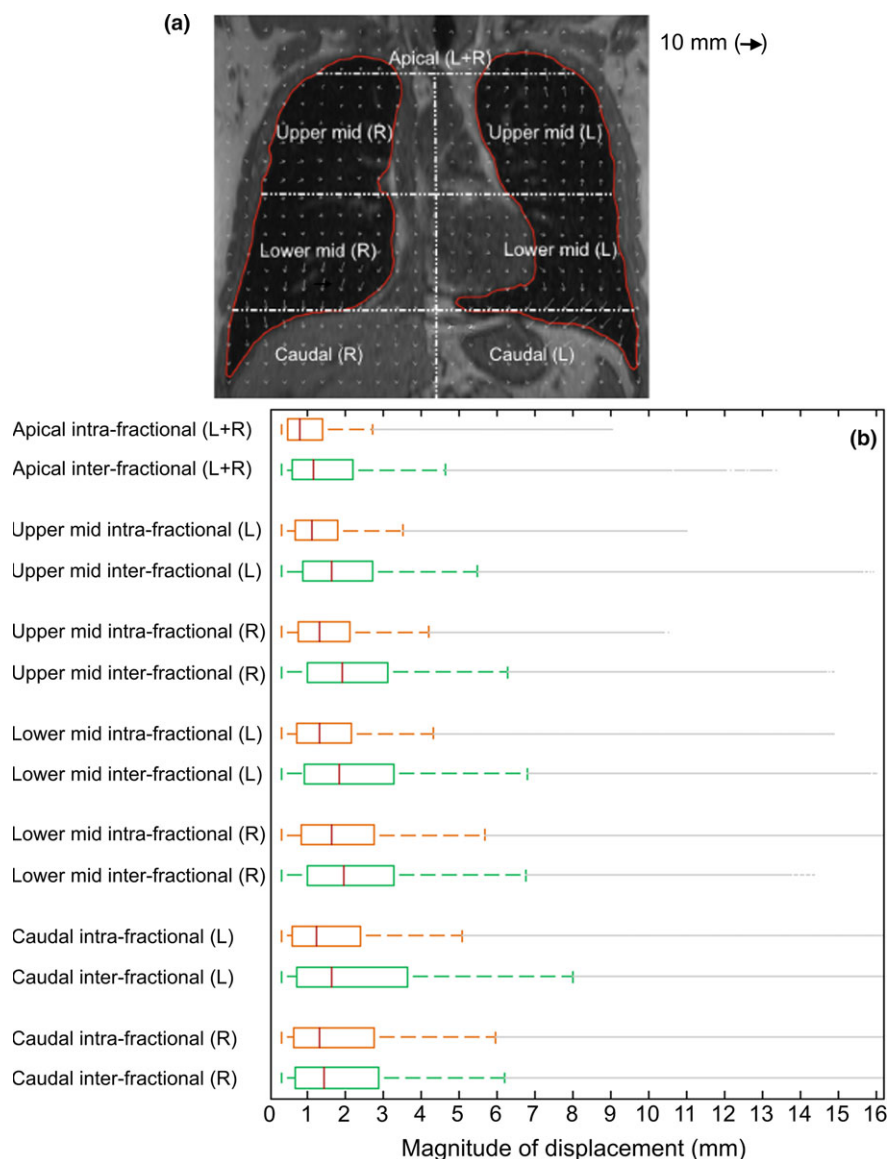 (a)
10 mm (→)
Apical (L+R)
Upper mid (R) Upper mid (L)
Lower mid (R) Lower mid (L)
Caudal (R) Caudal (L)
(b)
Apical intra-fractional (L+R)
Apical inter-fractional (L+R)
Upper mid intra-fractional (L)
Upper mid inter-fractional (L)
Upper mid intra-fractional (R)
Upper mid inter-fractional (R)
Lower mid intra-fractional (L)
Lower mid inter-fractional (L)
Lower mid intra-fractional (R)
Lower mid inter-fractional (R)
Caudal intra-fractional (L)
Caudal inter-fractional (L)
Caudal intra-fractional (R)
Caudal inter-fractional (R)
0 1 2 3 4 5 6 7 8 9 10 11 12 13 14 15 16
Magnitude of displacement (mm)